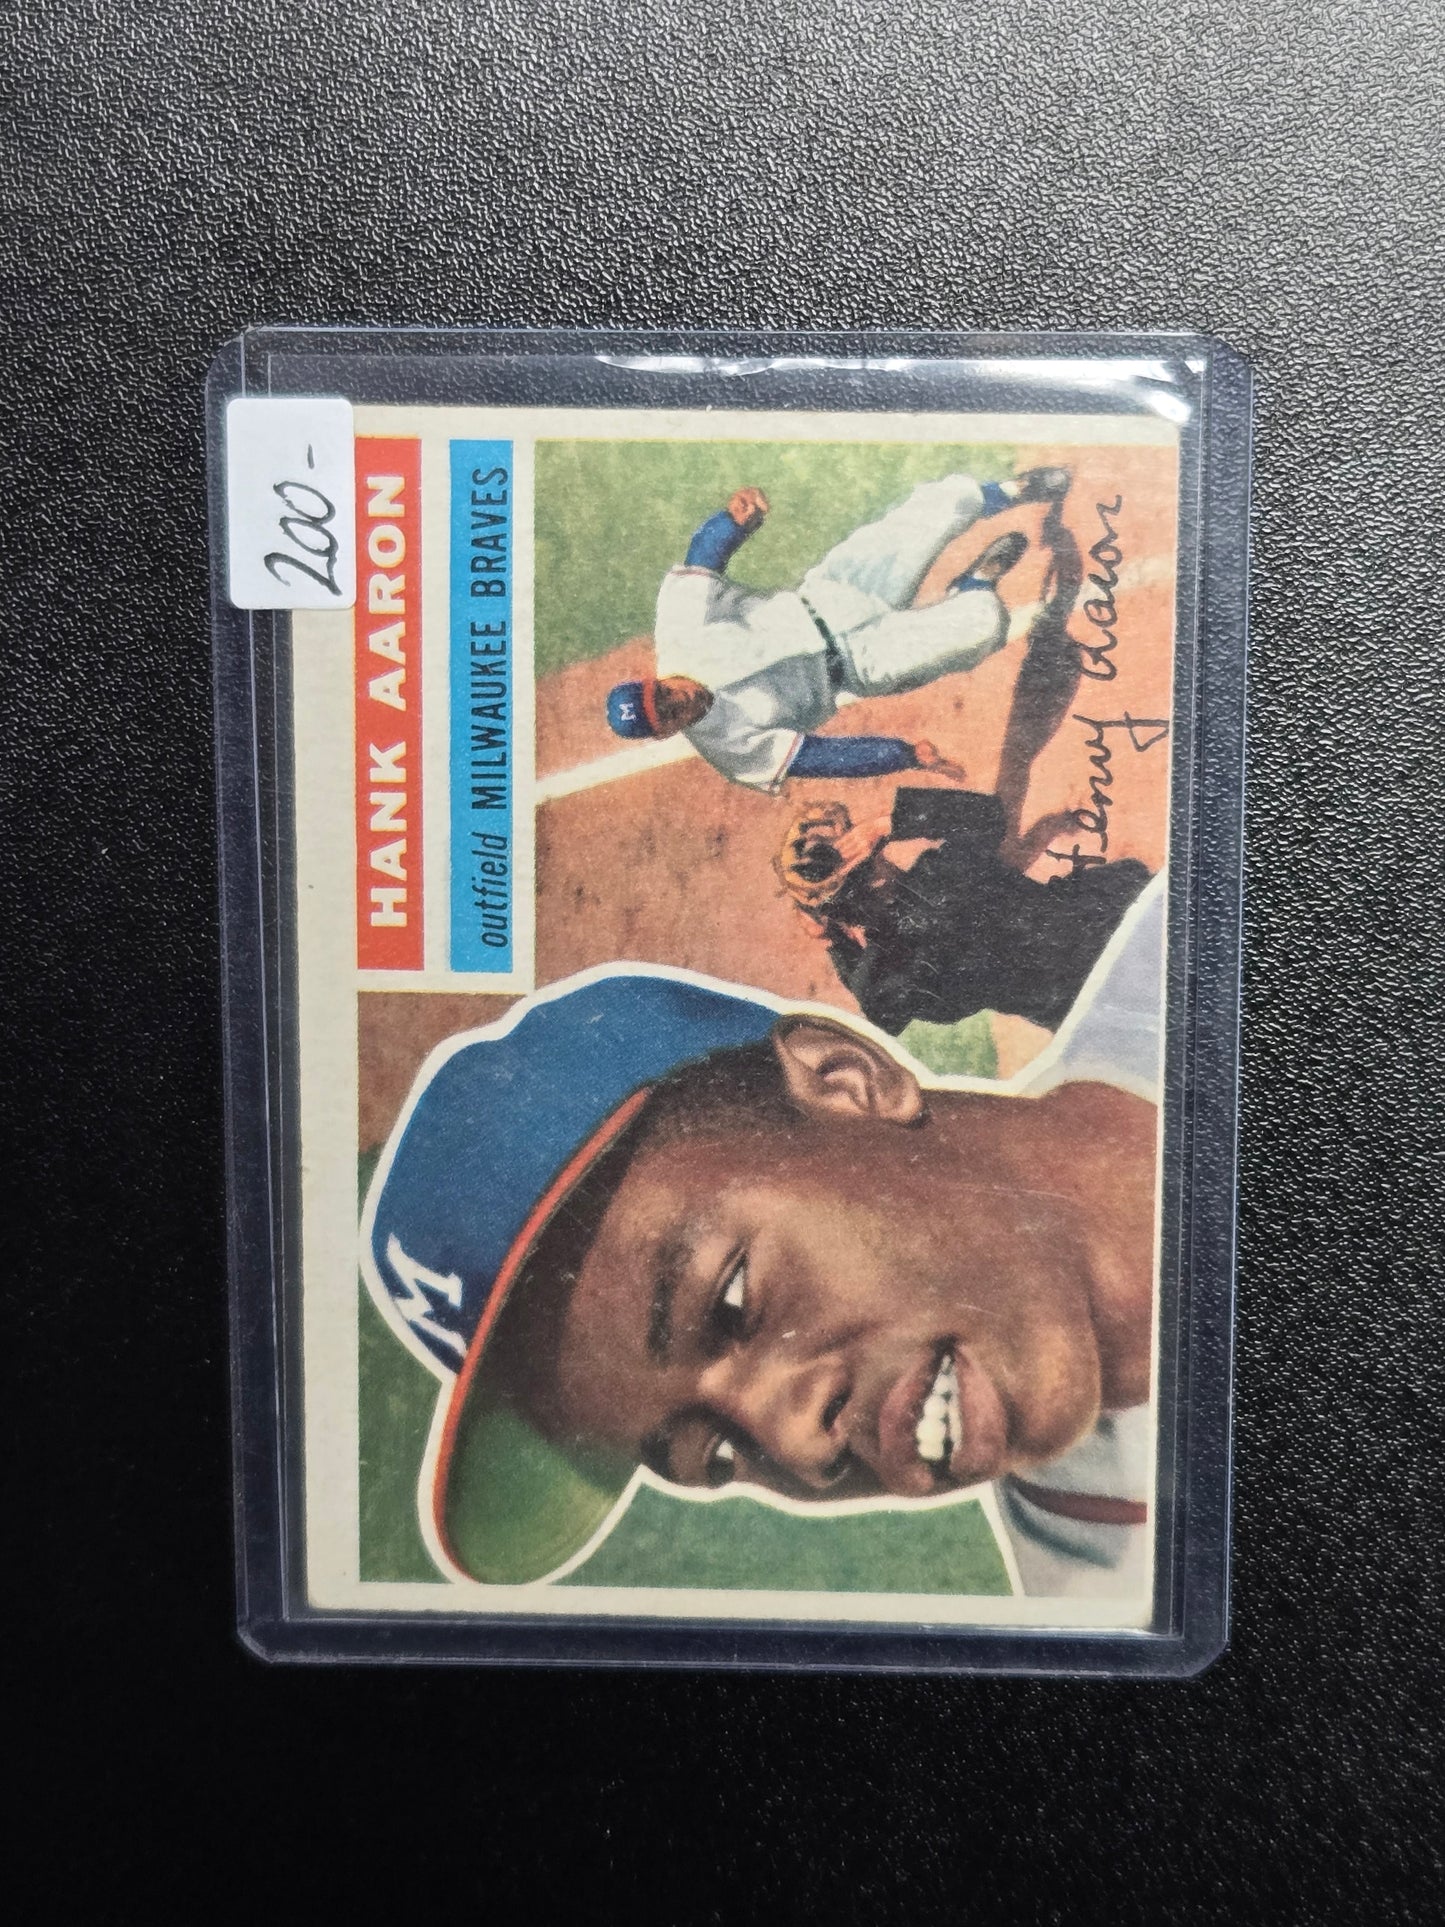 200-
HANK AARON
outfield MILWAUKEE BRAVES
M
Henry Aaron
M